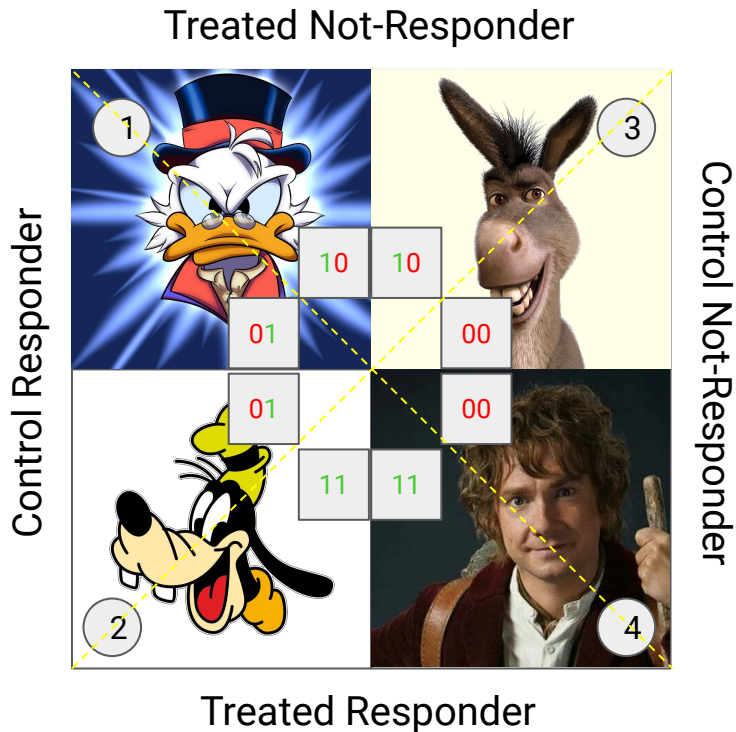 Treated Not-Responder
1
3
10 10
Control Responder
Control Not-Responder
01
00
01
00
11 11
2
4
Treated Responder